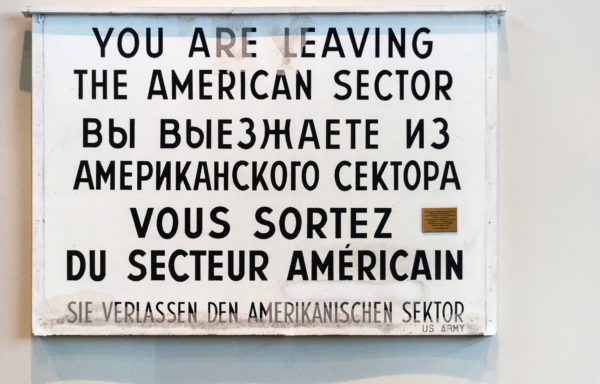 YOU ARE LEAVING
THE AMERICAN SECTOR
ВЫ ВЫЕЗЖАЕТЕ ИЗ
АМЕРИКАНСКОГО СЕКТОРА
VOUS SORTEZ
DU SECTEUR AMÉRICAIN
SIE VERLASSEN DEN AMERIKANISCHEN SEKTOR
US ARMY